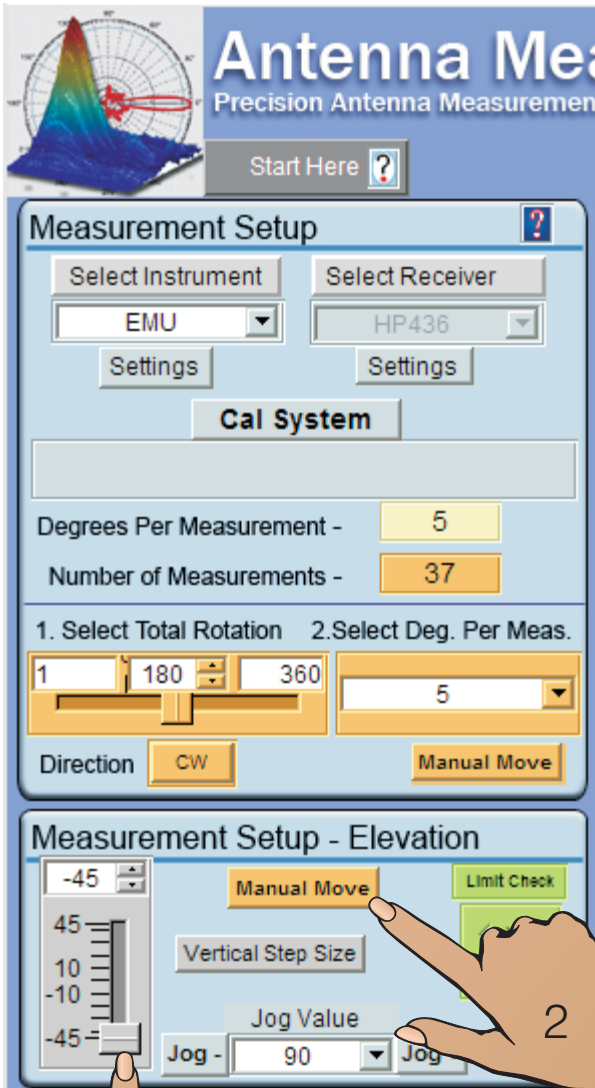 Antenna Mea
Precision Antenna Measuremen
Start Here ?
Measurement Setup ?
Select Instrument Select Receiver
EMU HP436
Settings Settings
Cal System
Degrees Per Measurement - 5
Number of Measurements - 37
1. Select Total Rotation 2.Select Deg. Per Meas.
1 180 360 5
Direction CW Manual Move
Measurement Setup - Elevation
-45 Manual Move Limit Check
45
10
-10
-45
Vertical Step Size
Jog Value
Jog - 90 Jog
2